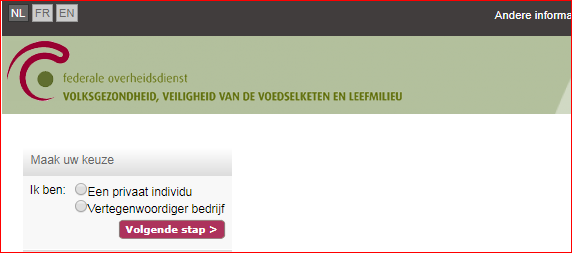 NL FR EN Andere informa
federale overheidsdienst
VOLKSGEZONDHEID, VEILIGHEID VAN DE VOEDSELKETEN EN LEEFMILIEU
Maak uw keuze
Ik ben: Een privaat individu
Vertegenwoordiger bedrijf
Volgende stap >